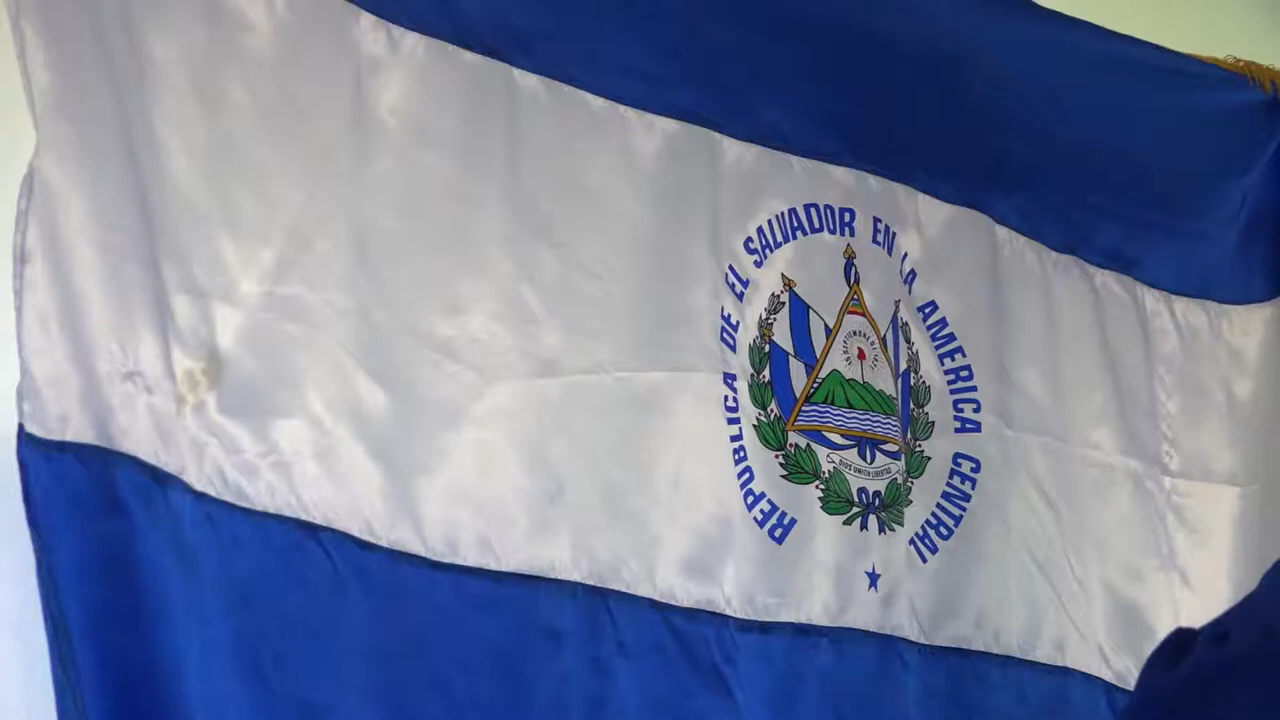 REPUBLICA DE EL SALVADOR EN LA AMERICA CENTRAL
DIOS UNION LIBERTAD